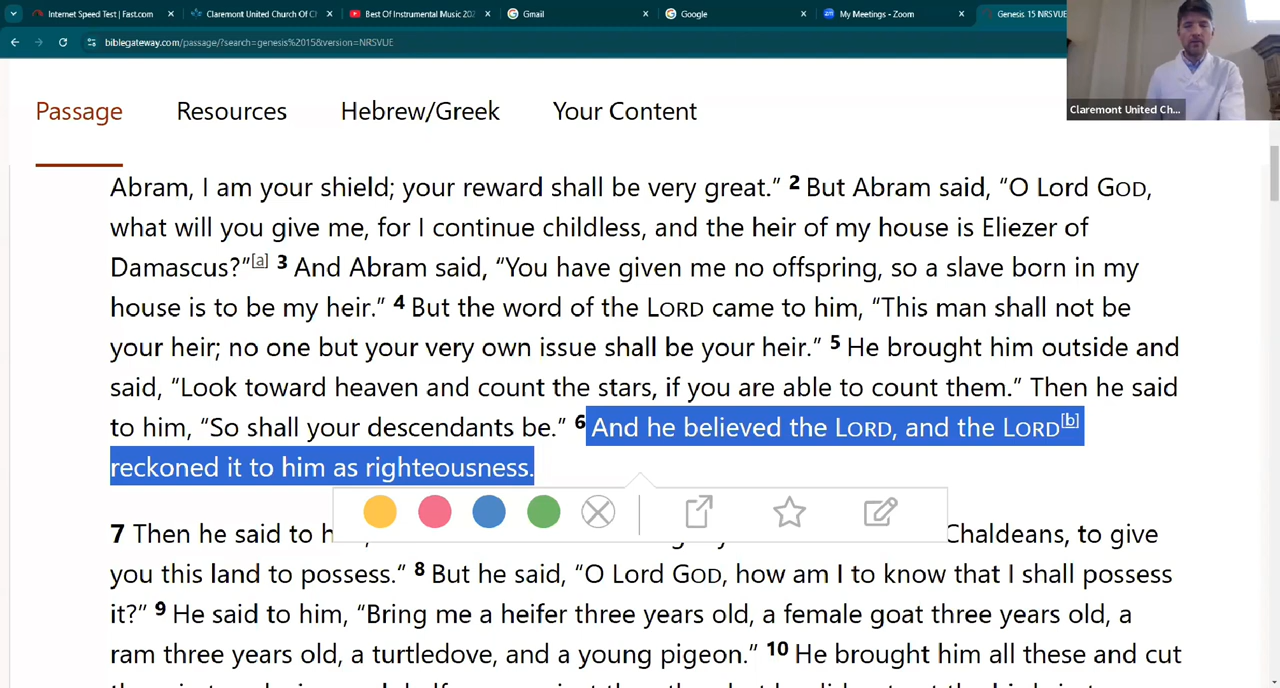 Internet Speed Test | Fast.com
Claremont United Church Of Ch
Best Of Instrumental Music 202
Gmail
Google
My Meetings - Zoom
Genesis 15 NRSVUE
biblegateway.com/passage/?search=genesis%2015&version=NRSVUE
Claremont United Ch...
Passage Resources Hebrew/Greek Your Content
Abram, I am your shield; your reward shall be very great.” 2 But Abram said, “O Lord GOD,
what will you give me, for I continue childless, and the heir of my house is Eliezer of
Damascus?”[a] 3 And Abram said, “You have given me no offspring, so a slave born in my
house is to be my heir.” 4 But the word of the LORD came to him, “This man shall not be
your heir; no one but your very own issue shall be your heir.” 5 He brought him outside and
said, “Look toward heaven and count the stars, if you are able to count them.” Then he said
to him, “So shall your descendants be.” 6 And he believed the LORD, and the LORD[b]
reckoned it to him as righteousness.
7 Then he said to Chaldeans, to give
you this land to possess.” 8 But he said, “O Lord GOD, how am I to know that I shall possess
it?” 9 He said to him, “Bring me a heifer three years old, a female goat three years old, a
ram three years old, a turtledove, and a young pigeon.” 10 He brought him all these and cut